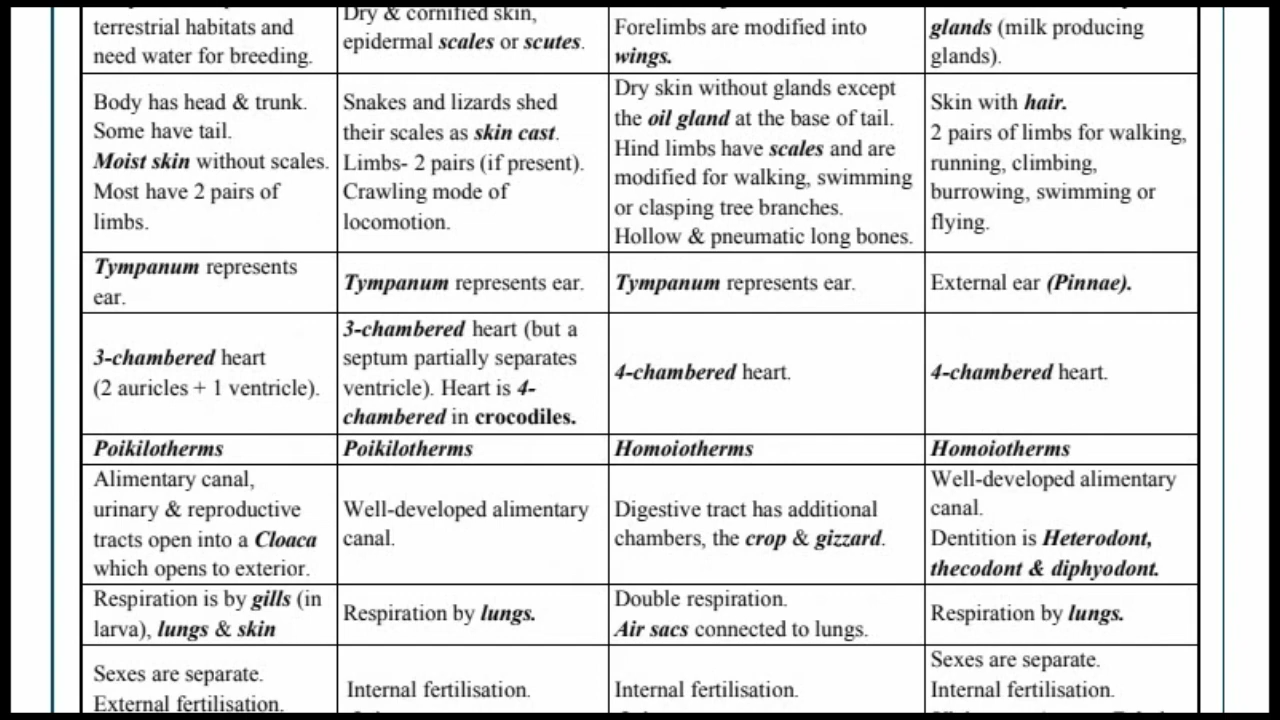 terrestrial habitats and
need water for breeding.
Dry & cornified skin,
epidermal scales or scutes.
Forelimbs are modified into
wings.
glands (milk producing
glands).
Body has head & trunk.
Some have tail.
Moist skin without scales.
Most have 2 pairs of
limbs.
Snakes and lizards shed
their scales as skin cast.
Limbs- 2 pairs (if present).
Crawling mode of
locomotion.
Dry skin without glands except
the oil gland at the base of tail.
Hind limbs have scales and are
modified for walking, swimming
or clasping tree branches.
Hollow & pneumatic long bones.
Skin with hair.
2 pairs of limbs for walking,
running, climbing,
burrowing, swimming or
flying.
Tympanum represents
ear.
Tympanum represents ear.
Tympanum represents ear.
External ear (Pinnae).
3-chambered heart
(2 auricles + 1 ventricle).
3-chambered heart (but a
septum partially separates
ventricle). Heart is 4-
chambered in crocodiles.
4-chambered heart.
4-chambered heart.
Poikilotherms
Poikilotherms
Homoiotherms
Homoiotherms
Alimentary canal,
urinary & reproductive
tracts open into a Cloaca
which opens to exterior.
Well-developed alimentary
canal.
Digestive tract has additional
chambers, the crop & gizzard.
Well-developed alimentary
canal.
Dentition is Heterodont,
thecodont & diphyodont.
Respiration is by gills (in
larva), lungs & skin
Respiration by lungs.
Double respiration.
Air sacs connected to lungs.
Respiration by lungs.
Sexes are separate.
External fertilisation.
Internal fertilisation.
Internal fertilisation.
Sexes are separate.
Internal fertilisation.